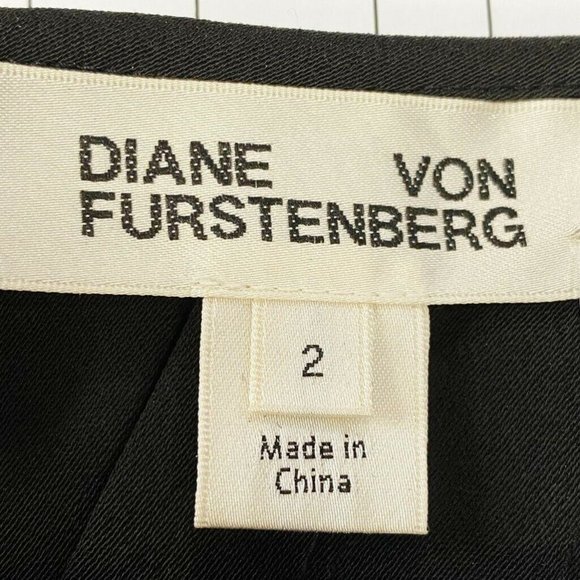 DIANE VON
FURSTENBERG
2
Made in
China